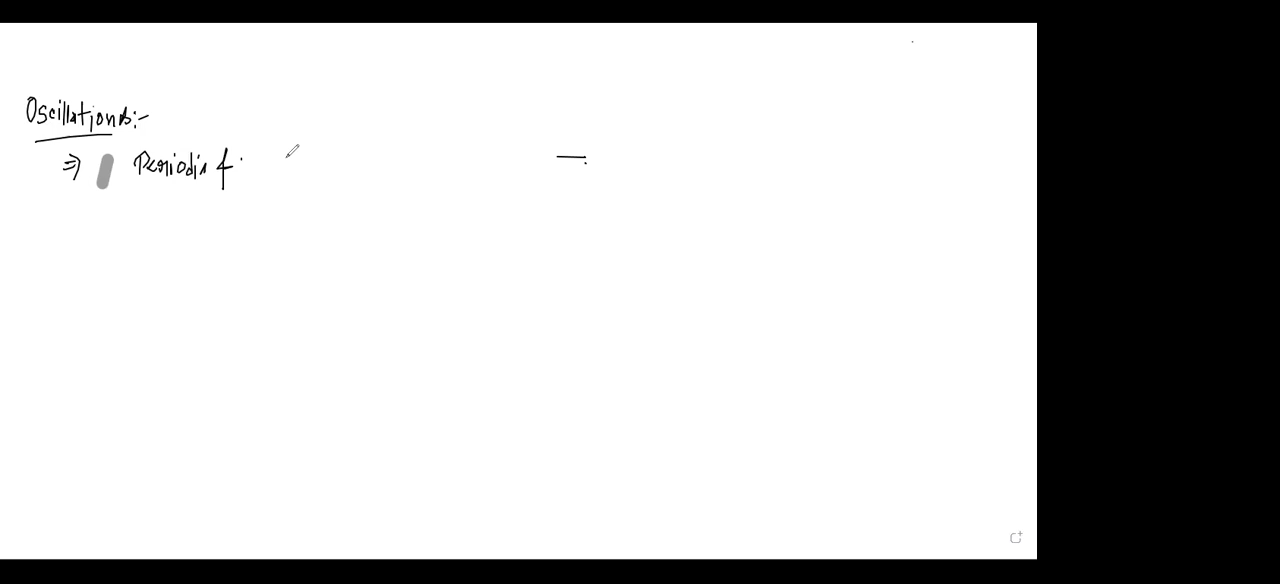 Oscillations:-
⇒ Periodic f.